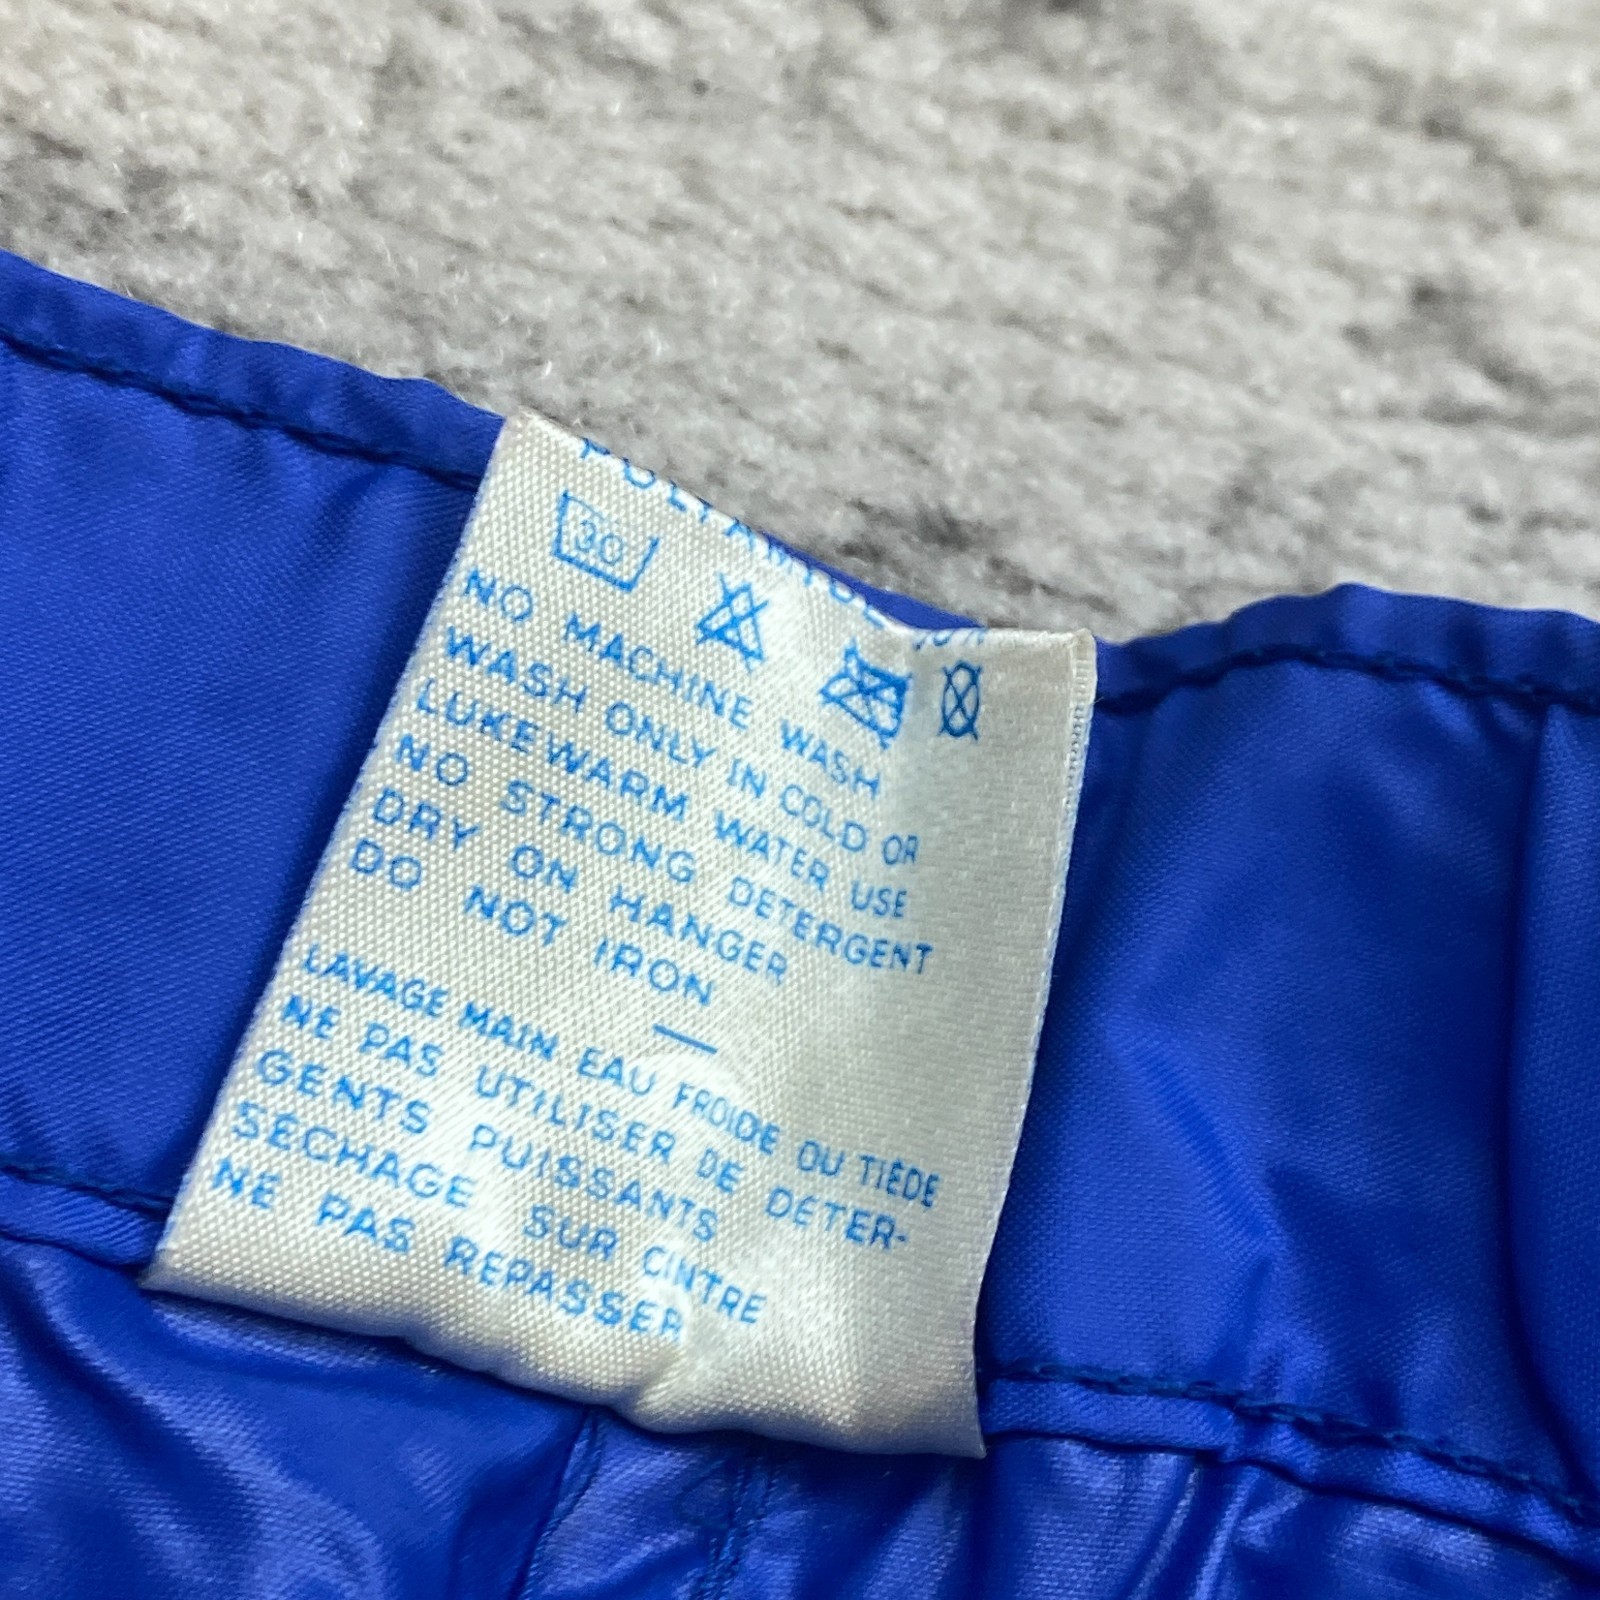 30
NO MACHINE WASH
WASH ONLY IN COLD OR
LUKEWARM WATER USE
NO STRONG DETERGENT
DRY ON HANGER
DO NOT IRON
—
LAVAGE MAIN EAU FROIDE OU TIÈDE
NE PAS UTILISER DE DÉTER-
GENTS PUISSANTS
SECHAGE SUR CINTRE
NE PAS REPASSER